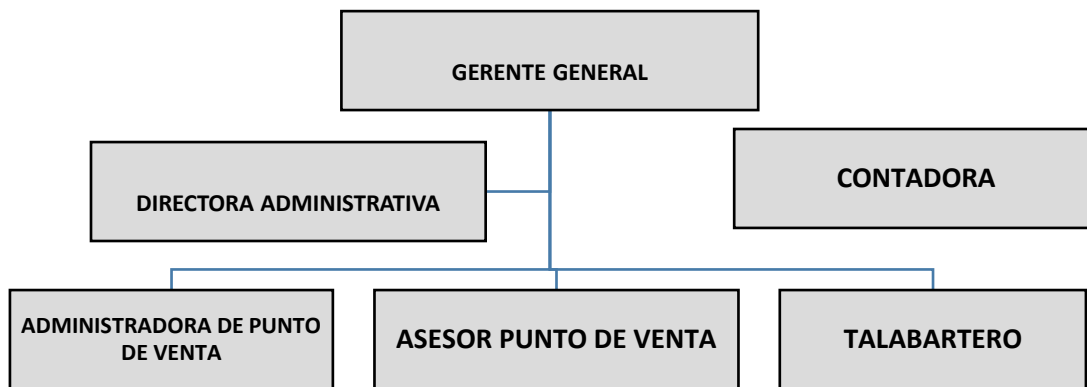 GERENTE GENERAL
CONTADORA
DIRECTORA ADMINISTRATIVA
ADMINISTRADORA DE PUNTO
DE VENTA
ASESOR PUNTO DE VENTA
TALABARTERO